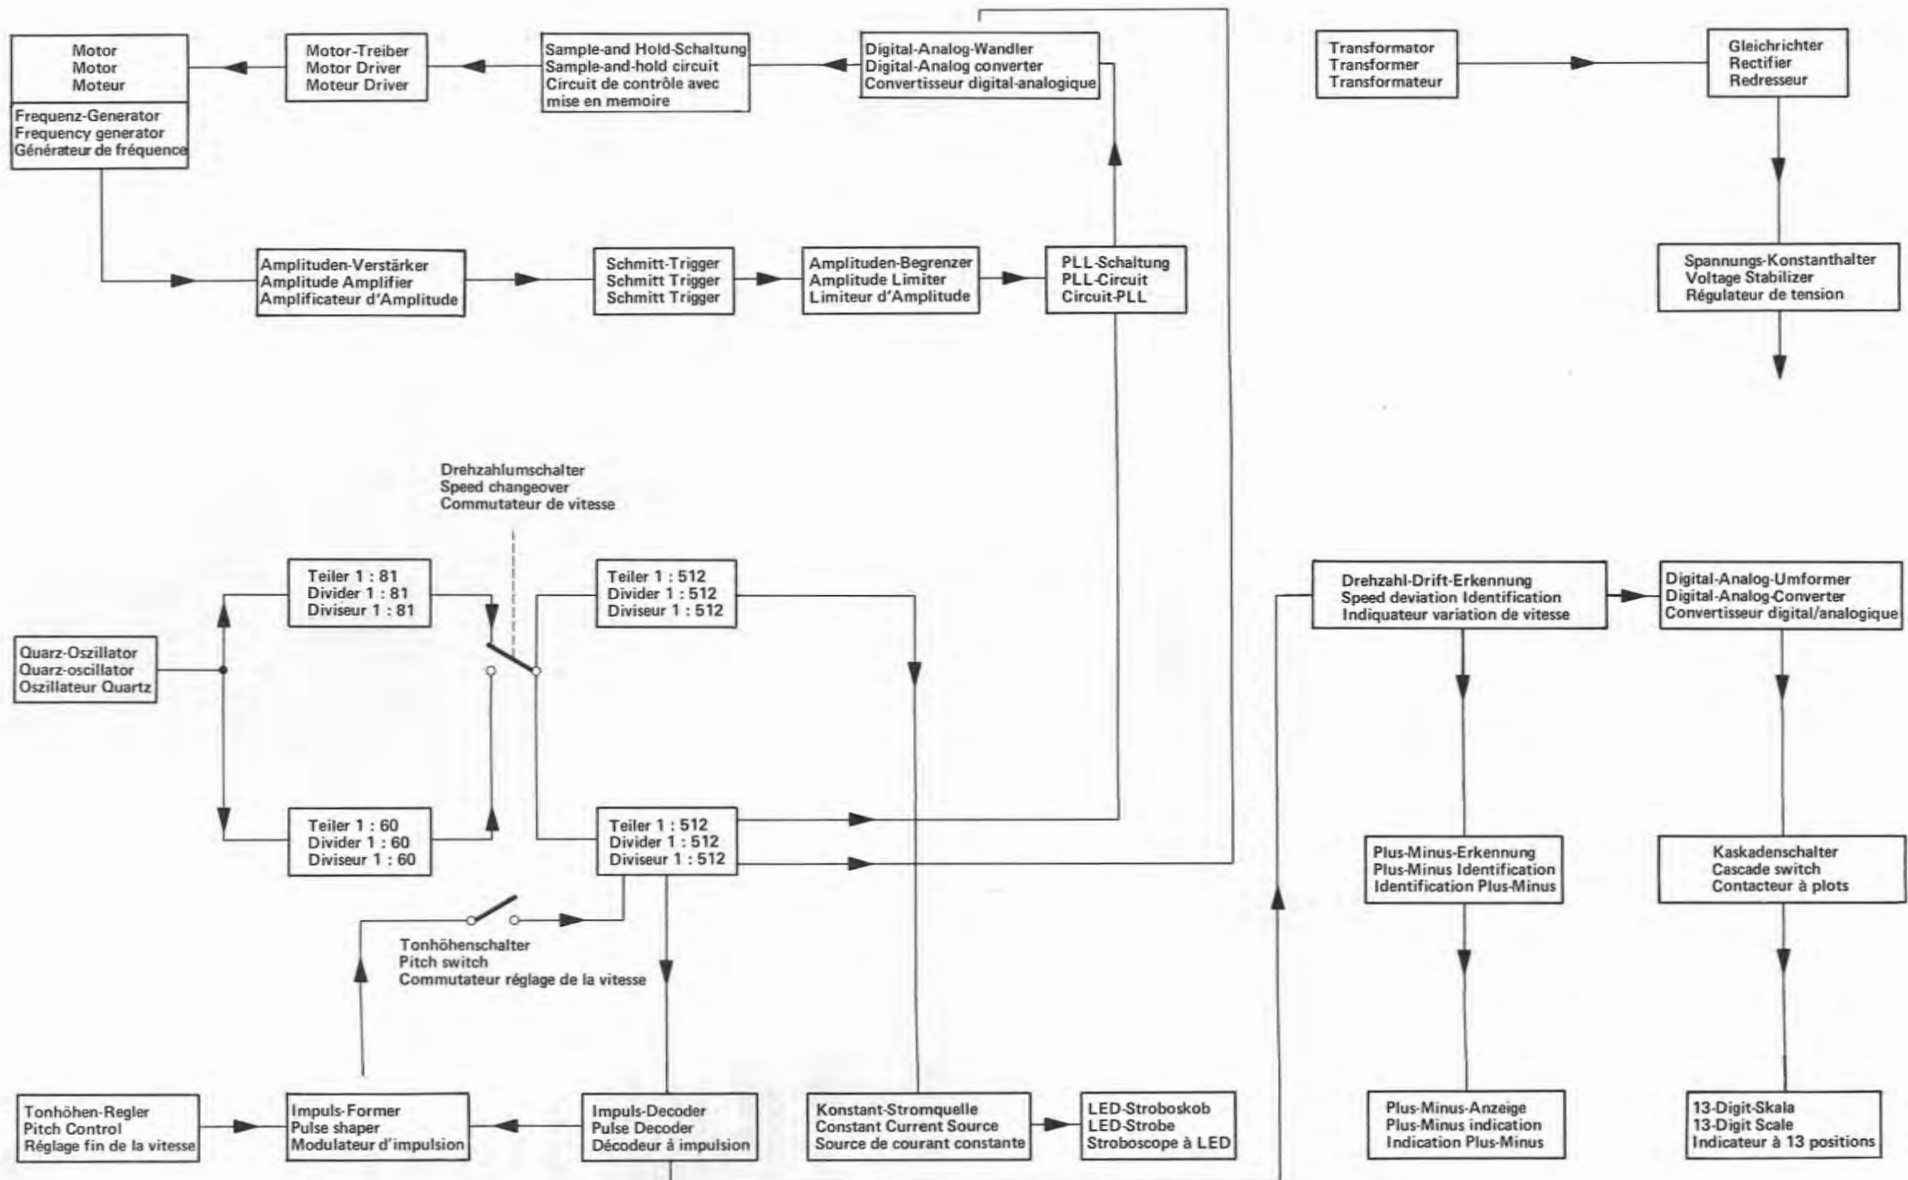 Motor
Motor
Moteur
Frequenz-Generator
Frequency generator
Générateur de fréquence
Motor-Treiber
Motor Driver
Moteur Driver
Sample-and Hold-Schaltung
Sample-and-hold circuit
Circuit de contrôle avec
mise en memoire
Digital-Analog-Wandler
Digital-Analog converter
Convertisseur digital-analogique
Transformator
Transformer
Transformateur
Gleichrichter
Rectifier
Redresseur
Amplituden-Verstärker
Amplitude Amplifier
Amplificateur d'Amplitude
Schmitt-Trigger
Schmitt Trigger
Schmitt Trigger
Amplituden-Begrenzer
Amplitude Limiter
Limiteur d'Amplitude
PLL-Schaltung
PLL-Circuit
Circuit-PLL
Spannungs-Konstanthalter
Voltage Stabilizer
Régulateur de tension
Drehzahlumschalter
Speed changeover
Commutateur de vitesse
Teiler 1 : 81
Divider 1 : 81
Diviseur 1 : 81
Teiler 1 : 512
Divider 1 : 512
Diviseur 1 : 512
Drehzahl-Drift-Erkennung
Speed deviation Identification
Indiquateur variation de vitesse
Digital-Analog-Umformer
Digital-Analog-Converter
Convertisseur digital/analogique
Quarz-Oszillator
Quarz-oscillator
Oszillateur Quartz
Teiler 1 : 60
Divider 1 : 60
Diviseur 1 : 60
Teiler 1 : 512
Divider 1 : 512
Diviseur 1 : 512
Plus-Minus-Erkennung
Plus-Minus Identification
Identification Plus-Minus
Kaskadenschalter
Cascade switch
Contacteur à plots
Tonhöhenschalter
Pitch switch
Commutateur réglage de la vitesse
Tonhöhen-Regler
Pitch Control
Réglage fin de la vitesse
Impuls-Former
Pulse shaper
Modulateur d'impulsion
Impuls-Decoder
Pulse Decoder
Décodeur à impulsion
Konstant-Stromquelle
Constant Current Source
Source de courant constante
LED-Stroboskob
LED-Strobe
Stroboscope à LED
Plus-Minus-Anzeige
Plus-Minus indication
Indication Plus-Minus
13-Digit-Skala
13-Digit Scale
Indicateur à 13 positions